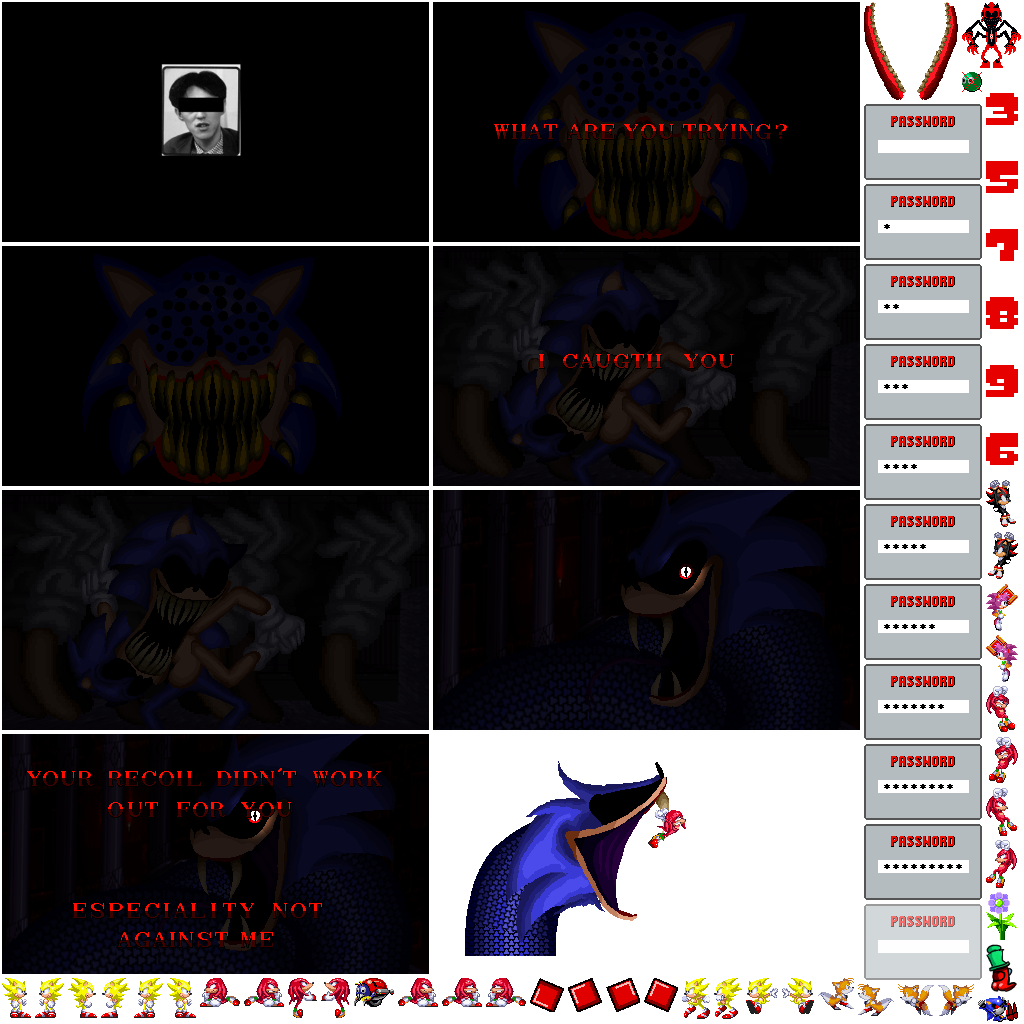 WHAT ARE YOU TRYING?
I CAUGTH YOU
YOUR RECOIL DIDN'T WORK
OUT FOR YOU
ESPECIALITY NOT
AGAINST ME
PASSWORD
PASSWORD
*
PASSWORD
**
PASSWORD
***
PASSWORD
****
PASSWORD
*****
PASSWORD
******
PASSWORD
*******
PASSWORD
********
PASSWORD
*********
PASSWORD
3
5
7
8
9
6